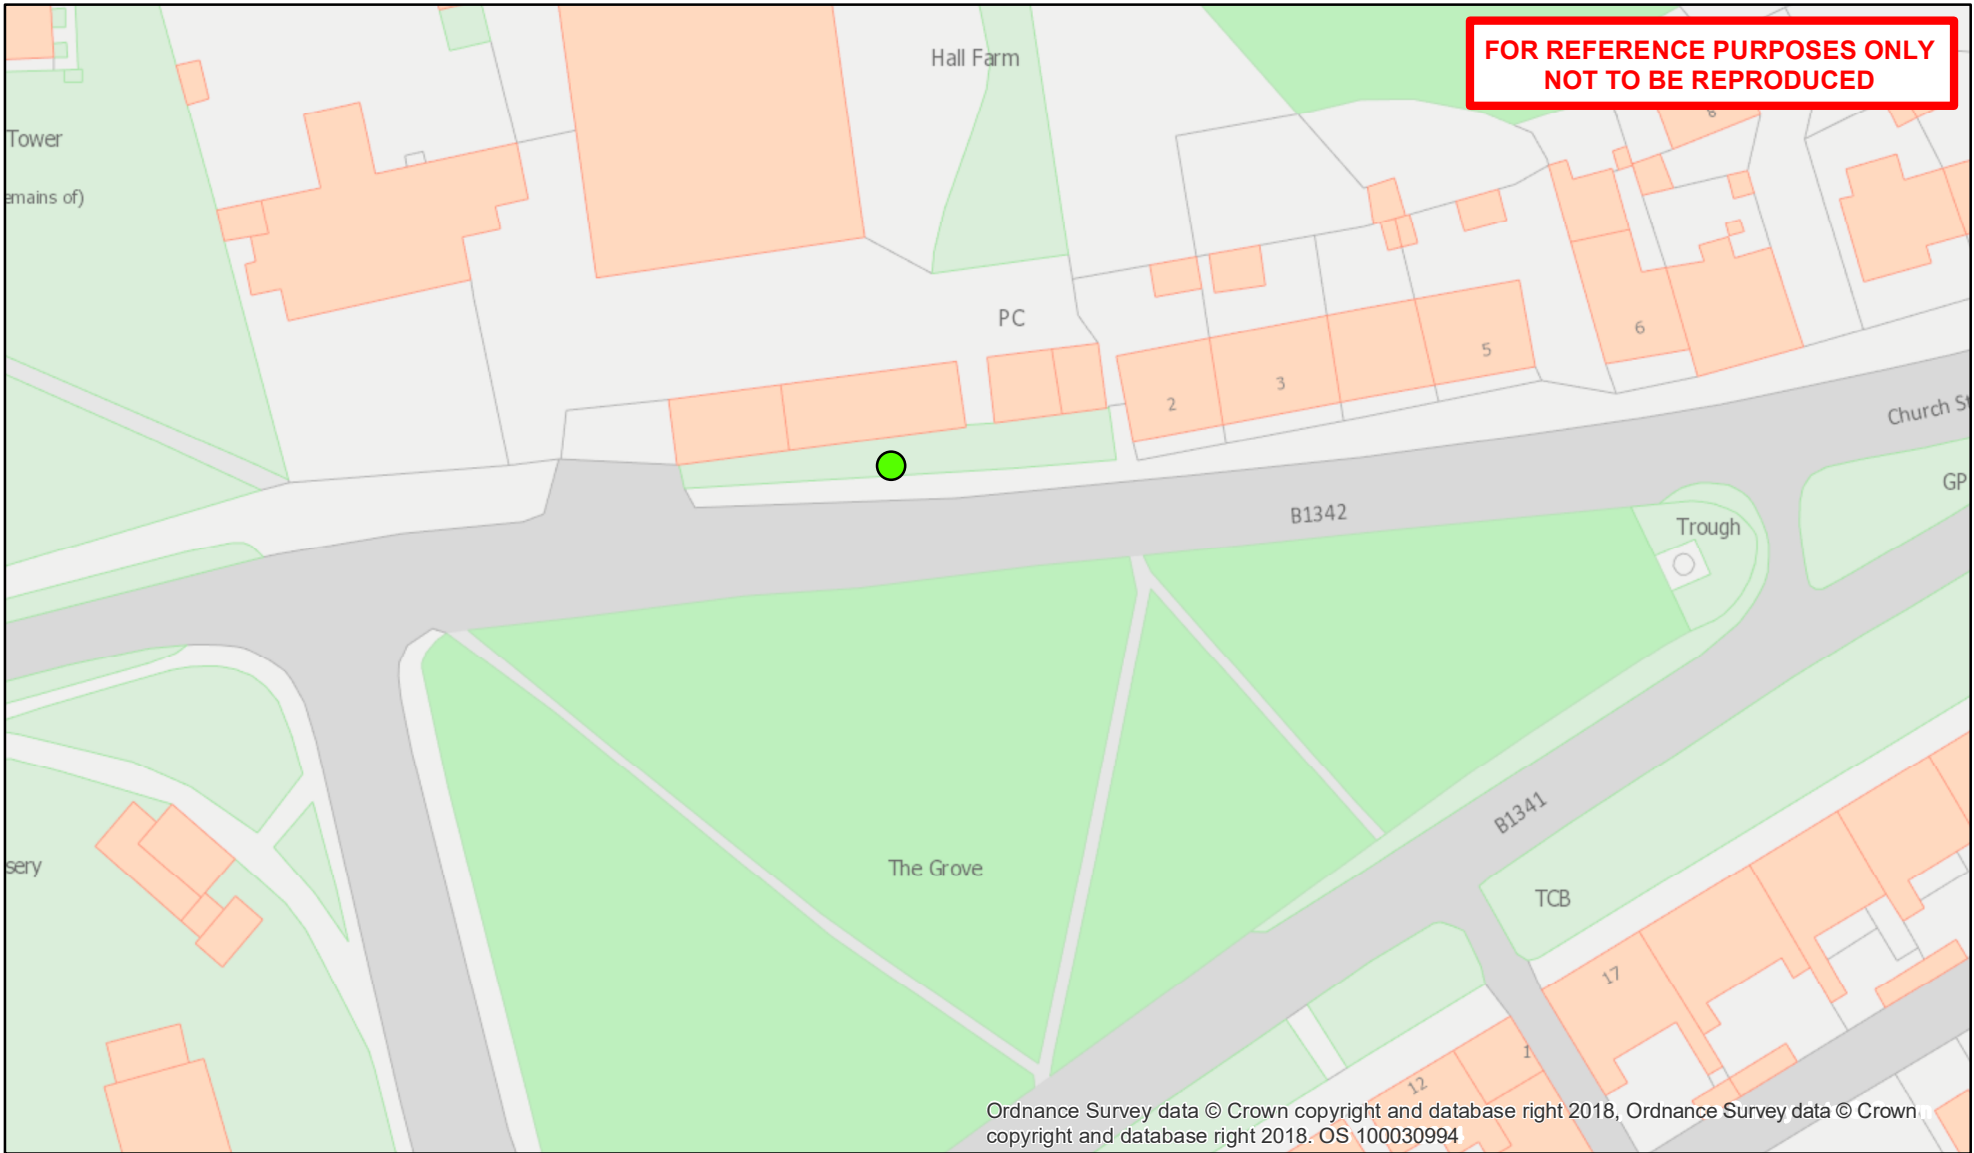 Hall Farm
FOR REFERENCE PURPOSES ONLY
NOT TO BE REPRODUCED
Tower
emains of)
PC
6
5
3
2
Church St
GP
B1342
Trough
B1341
The Grove
sery
TCB
17
1
12
Ordnance Survey data © Crown copyright and database right 2018, Ordnance Survey data © Crown
copyright and database right 2018. OS 100030994